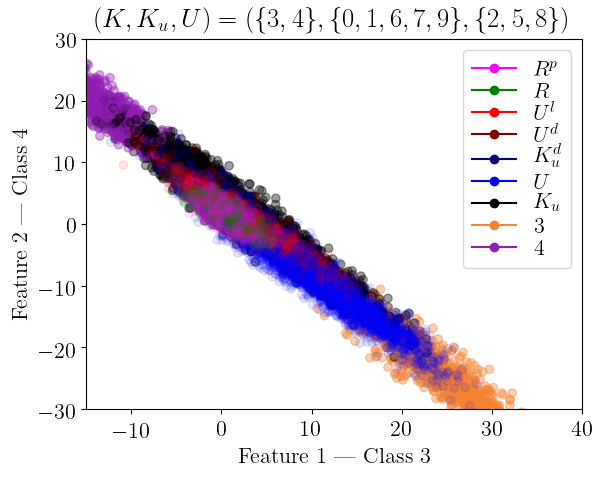 (K, K_u, U) = ({3, 4}, {0, 1, 6, 7, 9}, {2, 5, 8})
30
20
10
0
−10
−20
−30
Feature 2 — Class 4
R^p
R
U^l
U^d
K_u^d
U
K_u
3
4
−10
0
10
20
30
40
Feature 1 — Class 3